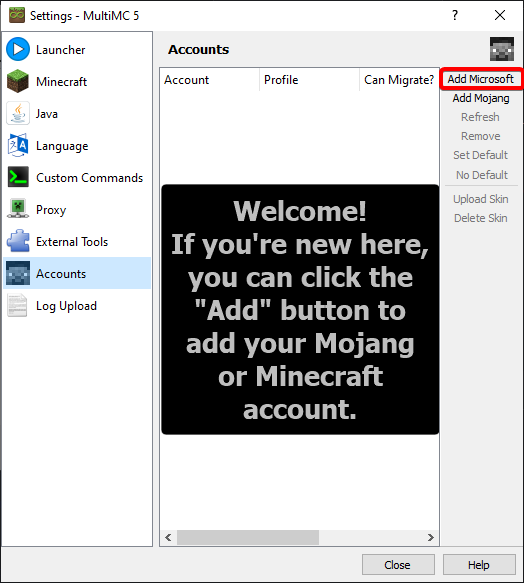 Settings - MultiMC 5
?
Launcher
Minecraft
Java
Language
Custom Commands
Proxy
External Tools
Accounts
Log Upload
Accounts
Account Profile Can Migrate?
Welcome!
If you're new here,
you can click the
"Add" button to
add your Mojang
or Minecraft
account.
Add Microsoft
Add Mojang
Refresh
Remove
Set Default
No Default
Upload Skin
Delete Skin
Close Help